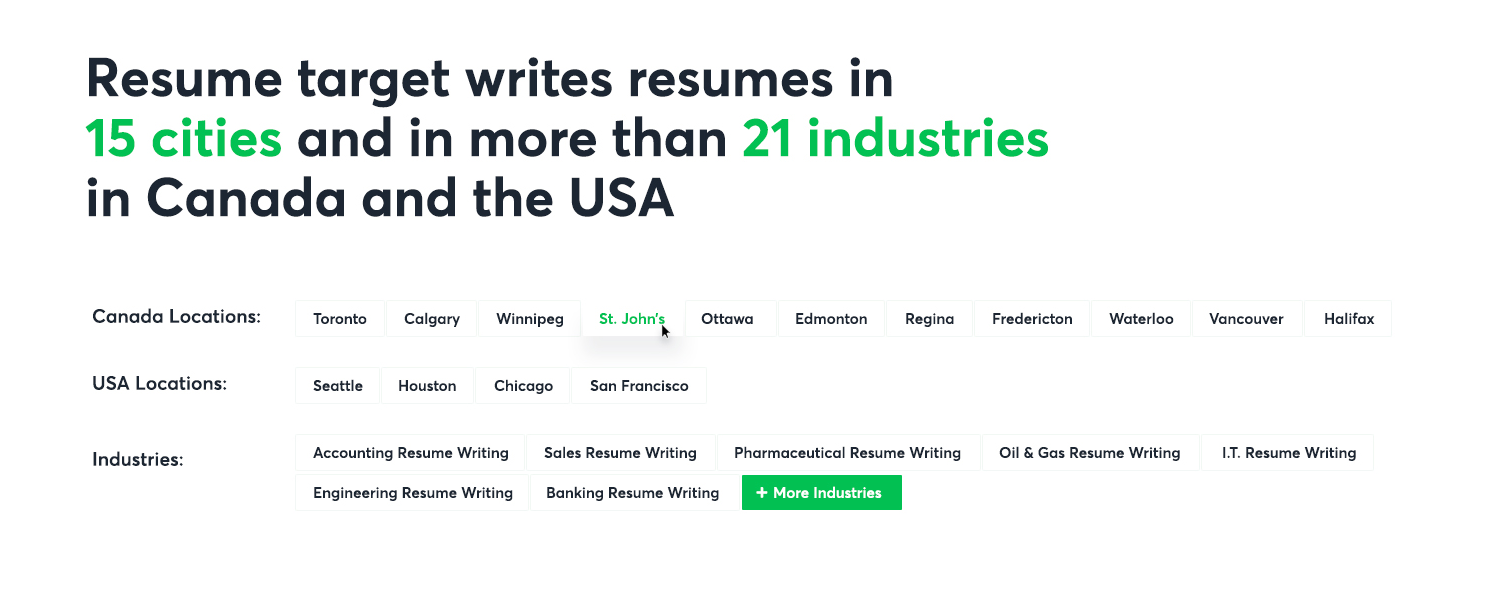 Resume target writes resumes in
15 cities and in more than 21 industries
in Canada and the USA
Canada Locations: Toronto Calgary Winnipeg St. John's Ottawa Edmonton Regina Fredericton Waterloo Vancouver Halifax
USA Locations: Seattle Houston Chicago San Francisco
Industries: Accounting Resume Writing Sales Resume Writing Pharmaceutical Resume Writing Oil & Gas Resume Writing I.T. Resume Writing
Engineering Resume Writing Banking Resume Writing + More Industries